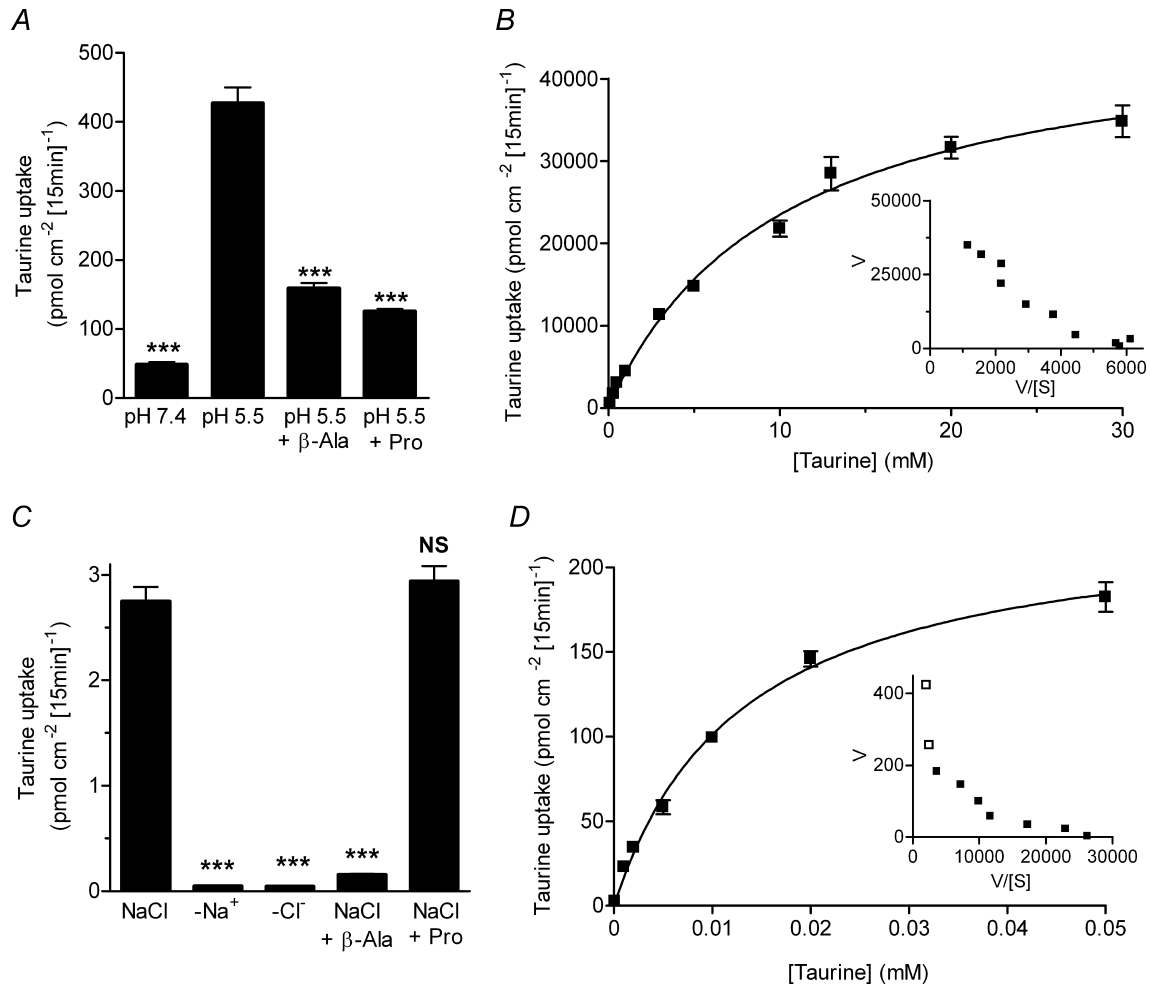 A
Taurine uptake
(pmol cm⁻² [15min]⁻¹)
500
400
300
200
100
0
***
***
***
pH 7.4
pH 5.5
pH 5.5
+ β-Ala
pH 5.5
+ Pro
B
Taurine uptake (pmol cm⁻² [15min]⁻¹)
40000
30000
20000
10000
0
0
10
20
30
[Taurine] (mM)
V
50000
25000
0
0
2000
4000
6000
V/[S]
C
Taurine uptake
(pmol cm⁻² [15min]⁻¹)
3
2
1
0
***
***
***
NS
NaCl
-Na⁺
-Cl⁻
NaCl
+ β-Ala
NaCl
+ Pro
D
Taurine uptake (pmol cm⁻² [15min]⁻¹)
200
150
100
50
0
0
0.01
0.02
0.03
0.04
0.05
[Taurine] (mM)
V
400
200
0
0
10000
20000
30000
V/[S]